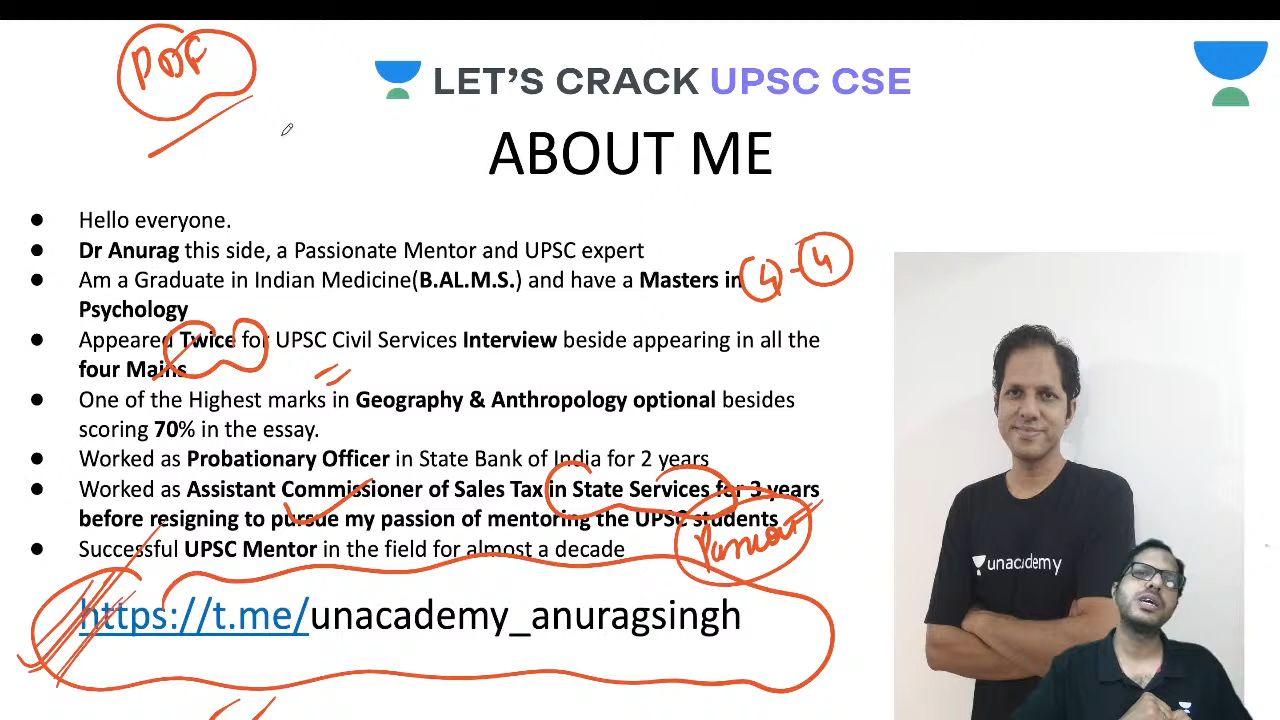 PDF
LET'S CRACK UPSC CSE
ABOUT ME
● Hello everyone.
● Dr Anurag this side, a Passionate Mentor and UPSC expert
● Am a Graduate in Indian Medicine(B.AL.M.S.) and have a Masters in
Psychology
4 - 4
● Appeared Twice for UPSC Civil Services Interview beside appearing in all the
four Mains
● One of the Highest marks in Geography & Anthropology optional besides
scoring 70% in the essay.
● Worked as Probationary Officer in State Bank of India for 2 years
● Worked as Assistant Commissioner of Sales Tax in State Services for 3 years
before resigning to pursue my passion of mentoring the UPSC students
● Successful UPSC Mentor in the field for almost a decade
https://t.me/unacademy_anuragsingh
unacademy